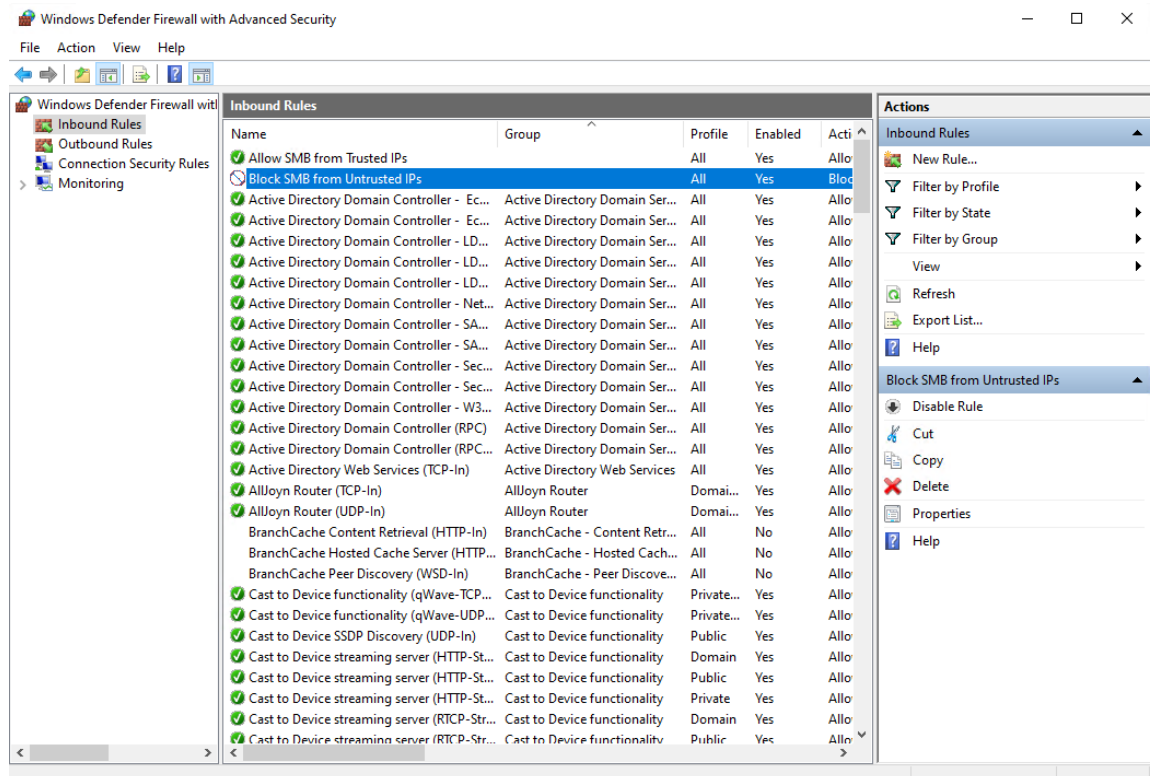 Windows Defender Firewall with Advanced Security
File Action View Help
Windows Defender Firewall witl
Inbound Rules
Outbound Rules
Connection Security Rules
Monitoring
Inbound Rules
Name Group Profile Enabled Acti
Allow SMB from Trusted IPs All Yes Allo
Block SMB from Untrusted IPs All Yes Bloc
Active Directory Domain Controller - Ec... Active Directory Domain Ser... All Yes Allo
Active Directory Domain Controller - Ec... Active Directory Domain Ser... All Yes Allo
Active Directory Domain Controller - LD... Active Directory Domain Ser... All Yes Allo
Active Directory Domain Controller - LD... Active Directory Domain Ser... All Yes Allo
Active Directory Domain Controller - LD... Active Directory Domain Ser... All Yes Allo
Active Directory Domain Controller - Net... Active Directory Domain Ser... All Yes Allo
Active Directory Domain Controller - SA... Active Directory Domain Ser... All Yes Allo
Active Directory Domain Controller - SA... Active Directory Domain Ser... All Yes Allo
Active Directory Domain Controller - Sec... Active Directory Domain Ser... All Yes Allo
Active Directory Domain Controller - Sec... Active Directory Domain Ser... All Yes Allo
Active Directory Domain Controller - W3... Active Directory Domain Ser... All Yes Allo
Active Directory Domain Controller (RPC) Active Directory Domain Ser... All Yes Allo
Active Directory Domain Controller (RPC... Active Directory Domain Ser... All Yes Allo
Active Directory Web Services (TCP-In) Active Directory Web Services All Yes Allo
AllJoyn Router (TCP-In) AllJoyn Router Domai... Yes Allo
AllJoyn Router (UDP-In) AllJoyn Router Domai... Yes Allo
BranchCache Content Retrieval (HTTP-In) BranchCache - Content Retr... All No Allo
BranchCache Hosted Cache Server (HTTP... BranchCache - Hosted Cach... All No Allo
BranchCache Peer Discovery (WSD-In) BranchCache - Peer Discove... All No Allo
Cast to Device functionality (qWave-TCP... Cast to Device functionality Private... Yes Allo
Cast to Device functionality (qWave-UDP... Cast to Device functionality Private... Yes Allo
Cast to Device SSDP Discovery (UDP-In) Cast to Device functionality Public Yes Allo
Cast to Device streaming server (HTTP-St... Cast to Device functionality Domain Yes Allo
Cast to Device streaming server (HTTP-St... Cast to Device functionality Public Yes Allo
Cast to Device streaming server (HTTP-St... Cast to Device functionality Private Yes Allo
Cast to Device streaming server (RTCP-Str... Cast to Device functionality Domain Yes Allo
Cast to Device streaming server (RTCP-Str... Cast to Device functionality Public Yes Allo
Actions
Inbound Rules
New Rule...
Filter by Profile
Filter by State
Filter by Group
View
Refresh
Export List...
Help
Block SMB from Untrusted IPs
Disable Rule
Cut
Copy
Delete
Properties
Help